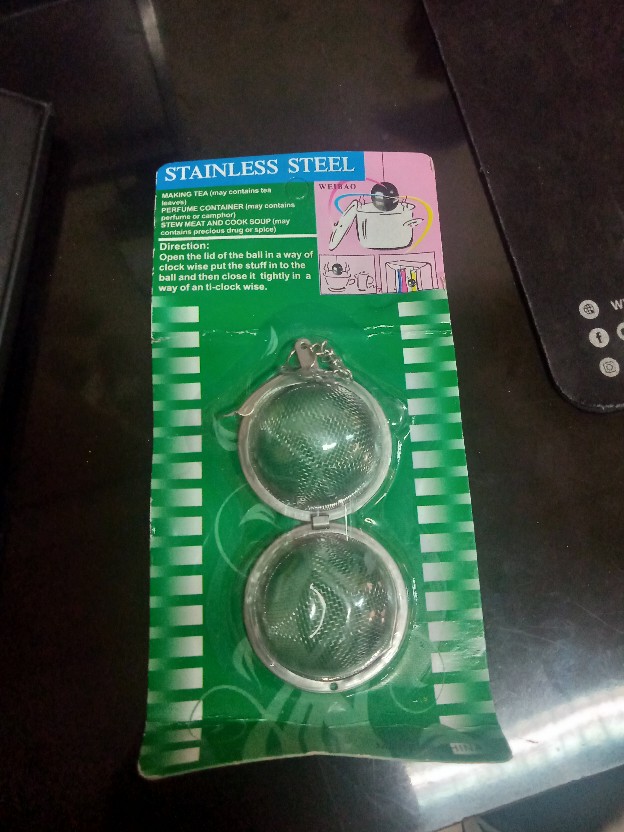 STAINLESS STEEL
MAKING TEA (may contains tea
leaves)
PERFUME CONTAINER (may contains
perfume or camphor)
STEW MEAT AND COOK SOUP (may
contains precious drug or spice)
Direction:
Open the lid of the ball in a way of
clock wise put the stuff in to the
ball and then close it tightly in a
way of an ti-clock wise.
WEIBAO